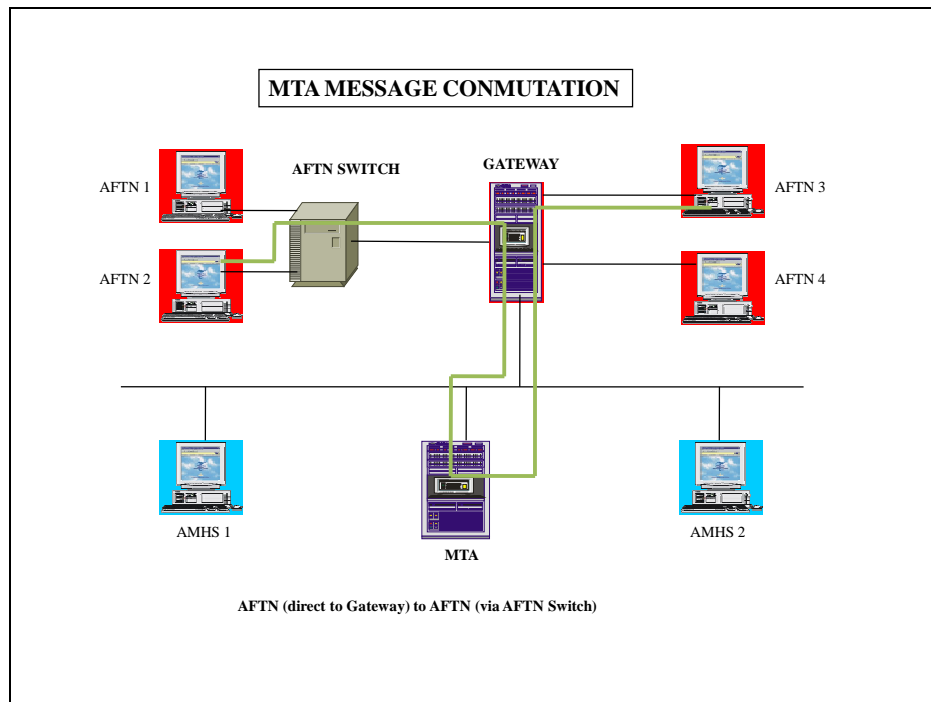 MTA MESSAGE CONMUTATION
AFTN 1
AFTN SWITCH
GATEWAY
AFTN 3
AFTN 2
AFTN 4
AMHS 1
MTA
AMHS 2
AFTN (direct to Gateway) to AFTN (via AFTN Switch)